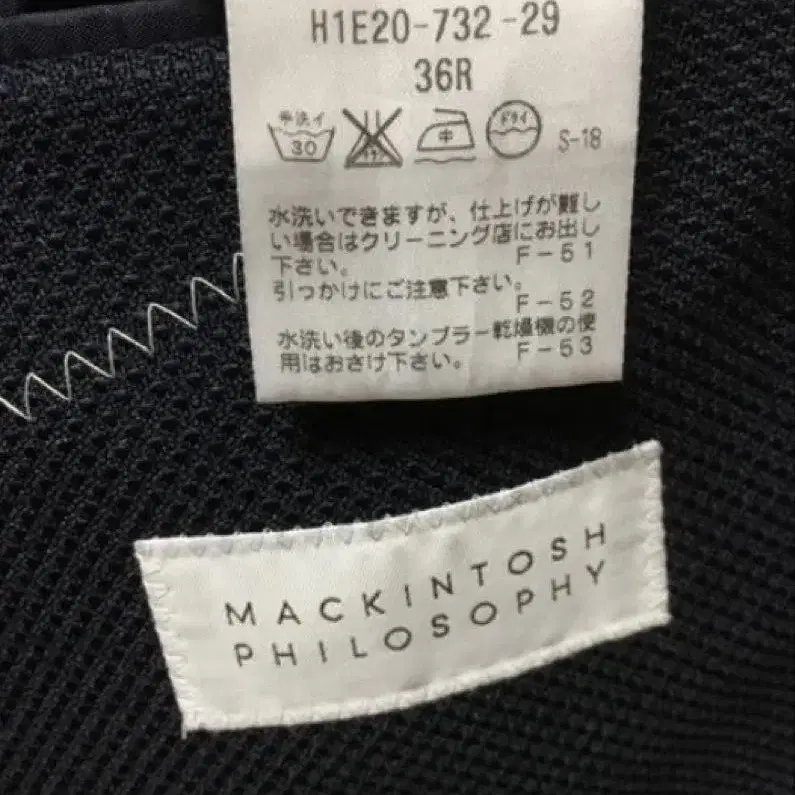 H1E20-732-29
36R
手洗イ
30
中
ドライ
S-18
水洗いできますが、仕上げが難し
い場合はクリーニング店にお出し
下さい。 F-51
引っかけにご注意下さい。
F-52
水洗い後のタンブラー乾燥機の使
用はおさけ下さい。 F-53
MACKINTOSH
PHILOSOPHY